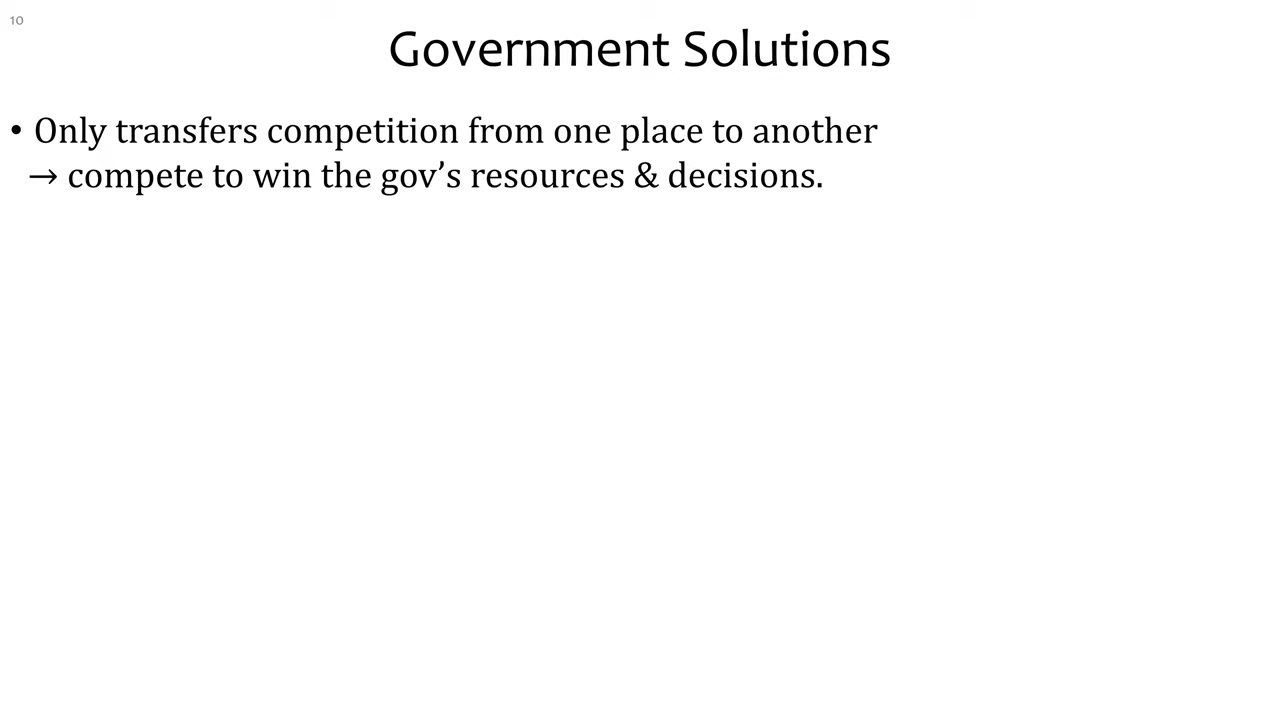 10
Government Solutions
• Only transfers competition from one place to another
→ compete to win the gov’s resources & decisions.